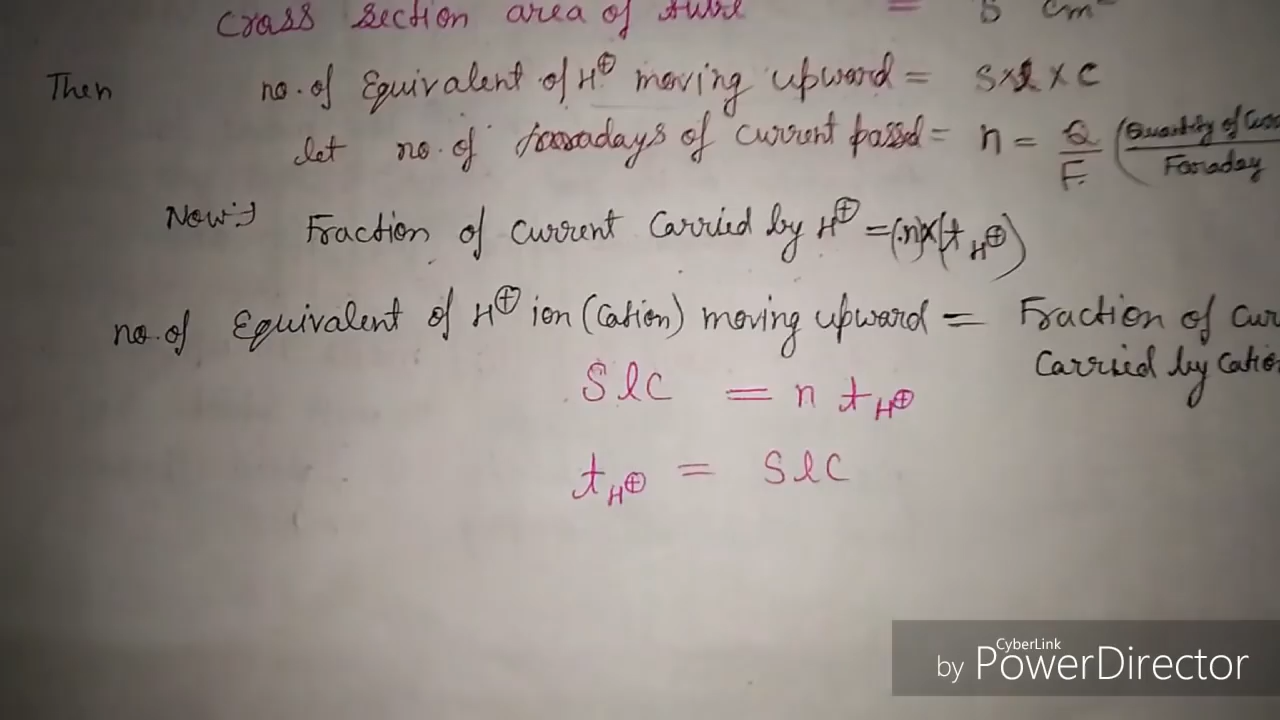 Cross section area of tube = S cm²
Then no. of Equivalent of H⊕ moving upward = S×l×C
let no. of faradays of current passed = n = Q/F (Quantity of / Faraday
Now:→ Fraction of current carried by H⊕ = (n)×(t H⊕)
no. of Equivalent of H⊕ ion (Cation) moving upward = Fraction of cur
Carried by Catio
SlC = n t H⊕
t H⊕ = SlC
CyberLink
by PowerDirector